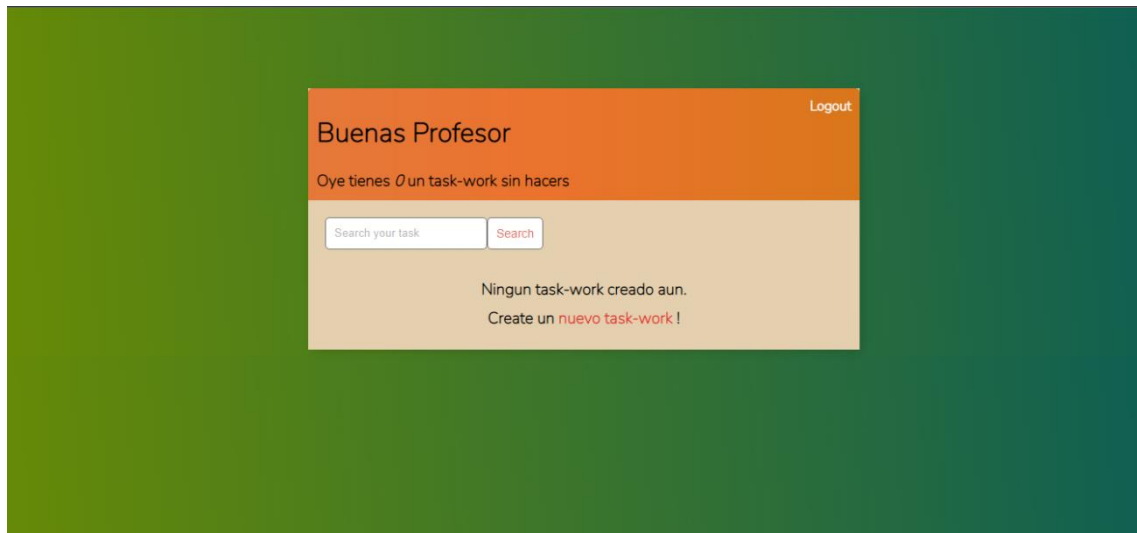 Logout
Buenas Profesor
Oye tienes 0 un task-work sin hacers
Search your task Search
Ningun task-work creado aun.
Create un nuevo task-work !